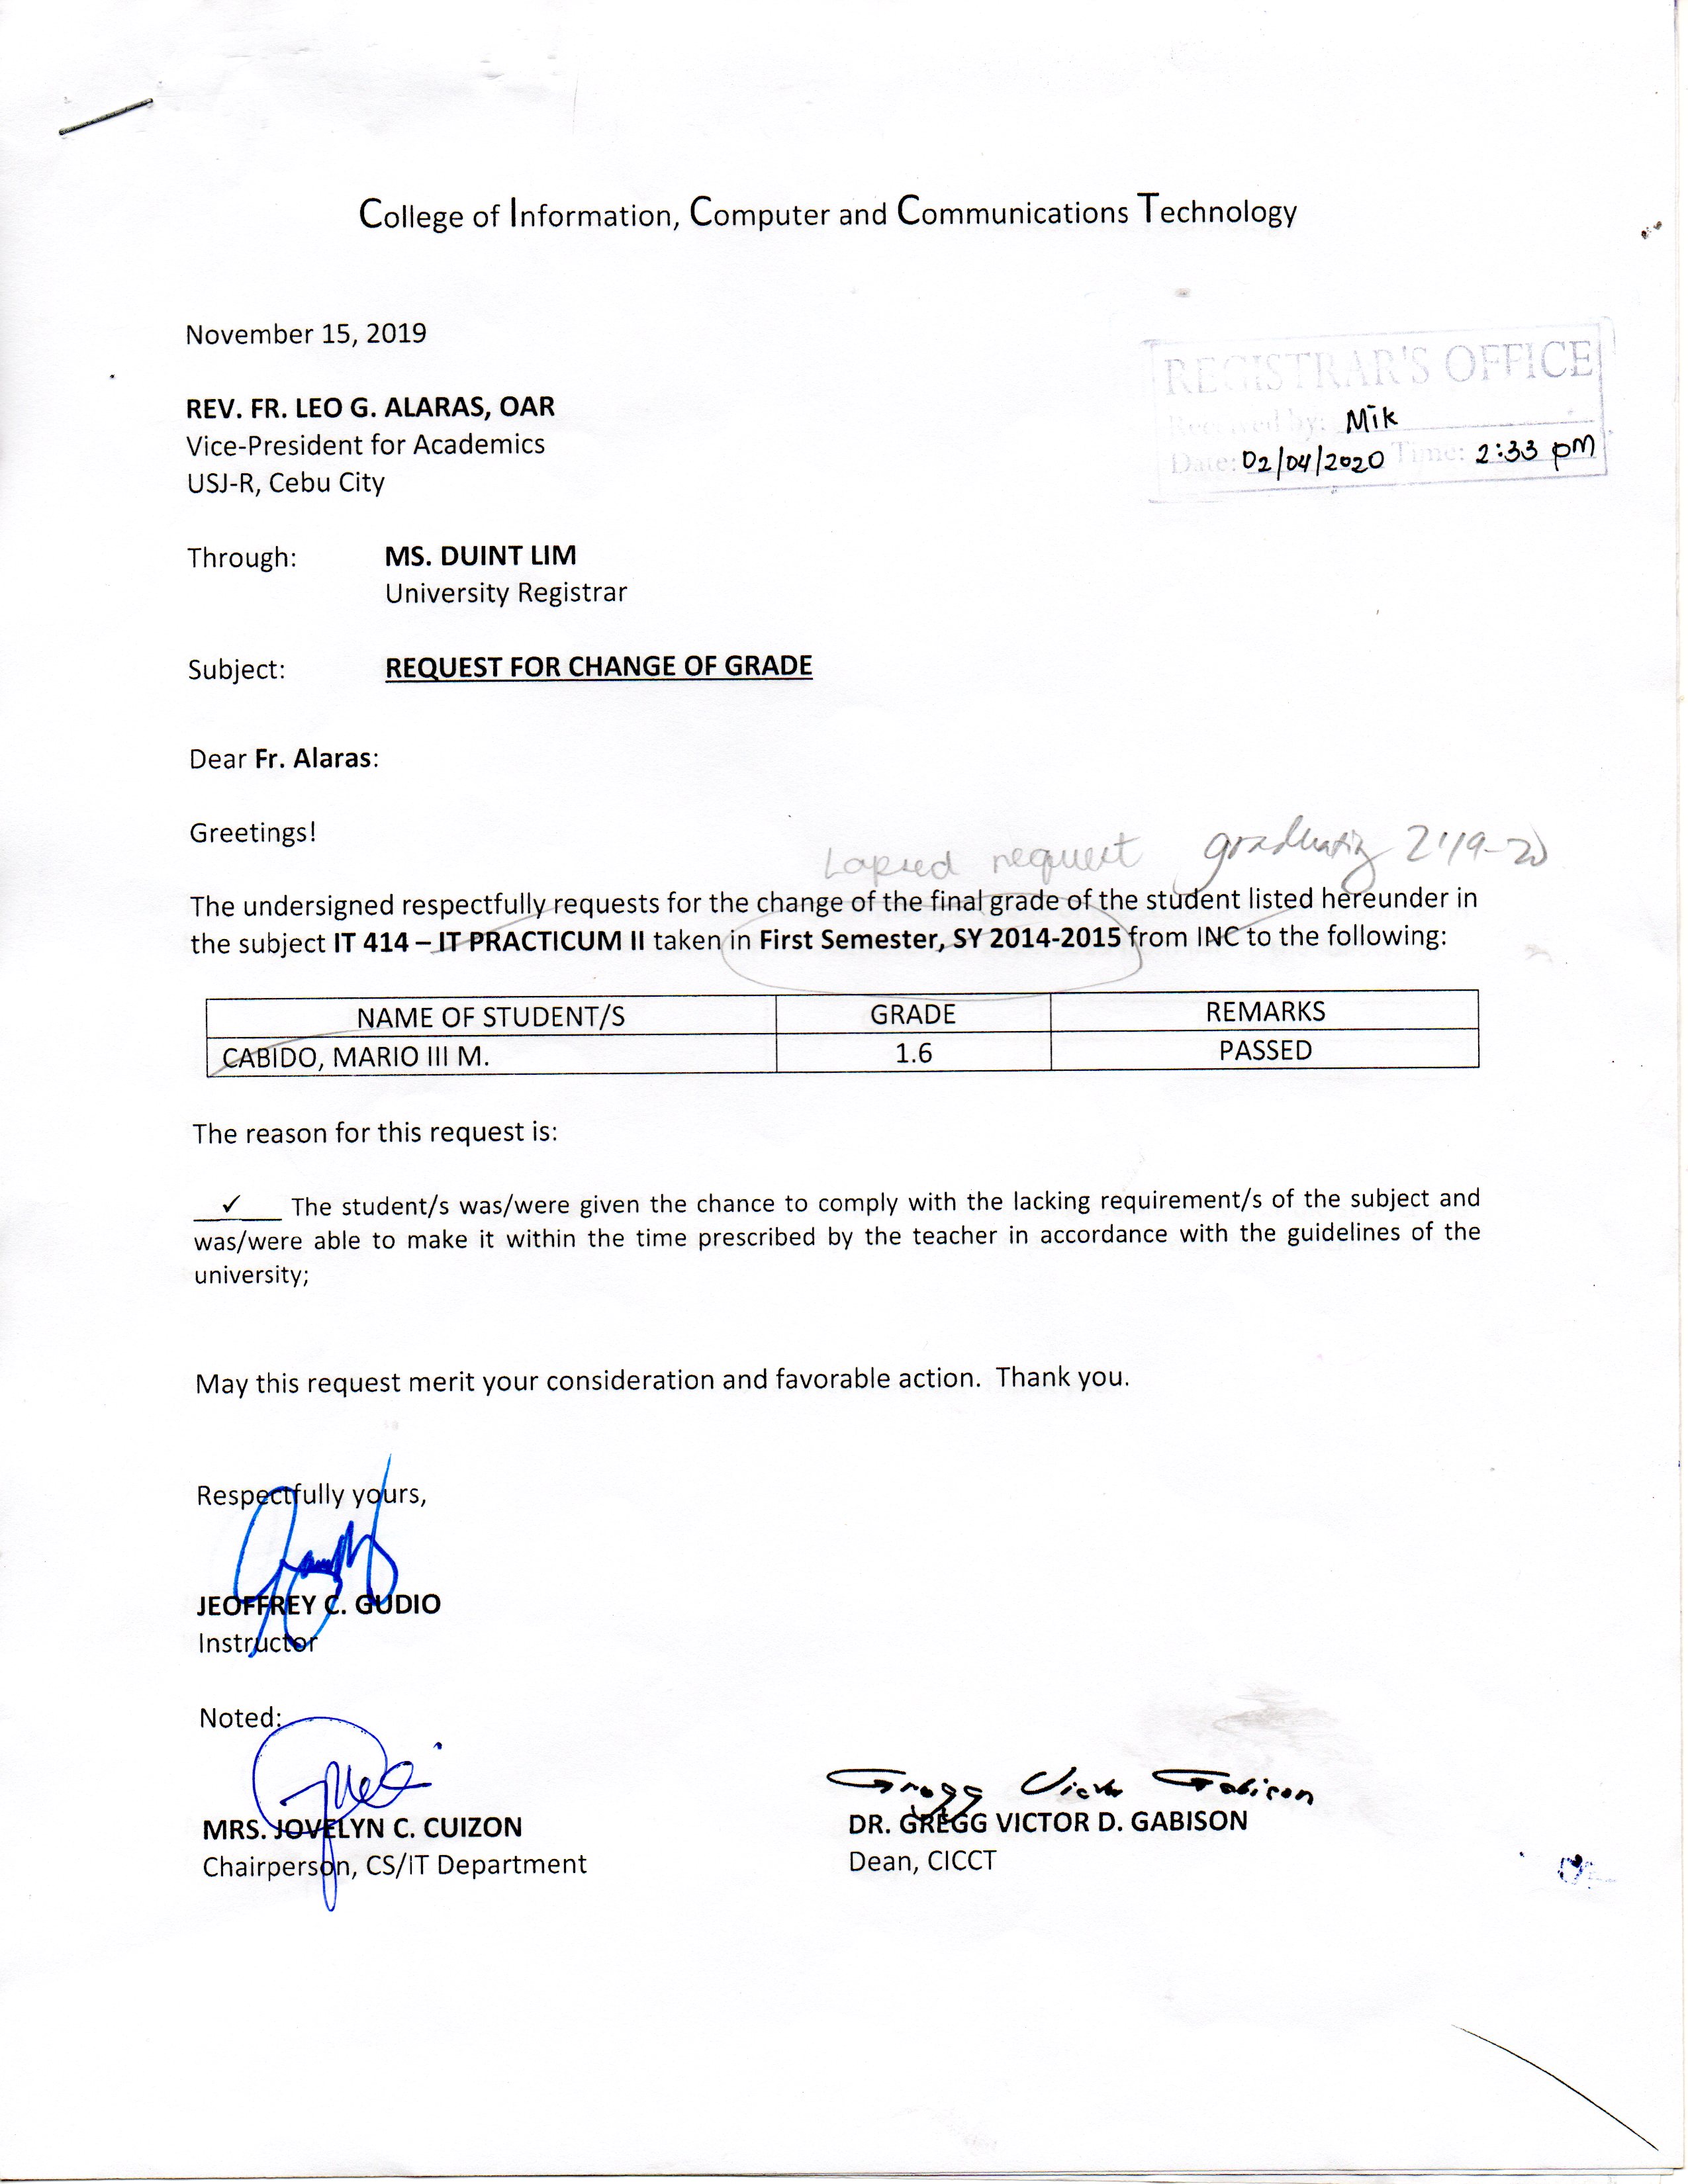 College of Information, Computer and Communications Technology
November 15, 2019
REGISTRAR'S OFFICE
Received by: Mik
Date: 02/04/2020 Time: 2:33 pm
REV. FR. LEO G. ALARAS, OAR
Vice-President for Academics
USJ-R, Cebu City
Through: MS. DUINT LIM
University Registrar
Subject: REQUEST FOR CHANGE OF GRADE
Dear Fr. Alaras:
Greetings!
Lapsed request graduating 2'19-20
The undersigned respectfully requests for the change of the final grade of the student listed hereunder in
the subject IT 414 – IT PRACTICUM II taken in First Semester, SY 2014-2015 from INC to the following:
NAME OF STUDENT/S GRADE REMARKS
CABIDO, MARIO III M. 1.6 PASSED
The reason for this request is:
✓ The student/s was/were given the chance to comply with the lacking requirement/s of the subject and
was/were able to make it within the time prescribed by the teacher in accordance with the guidelines of the
university;
May this request merit your consideration and favorable action. Thank you.
Respectfully yours,
JEOFFREY C. GUDIO
Instructor
Noted:
Gregg Victor Gabison
MRS. JOVELYN C. CUIZON DR. GREGG VICTOR D. GABISON
Chairperson, CS/IT Department Dean, CICCT